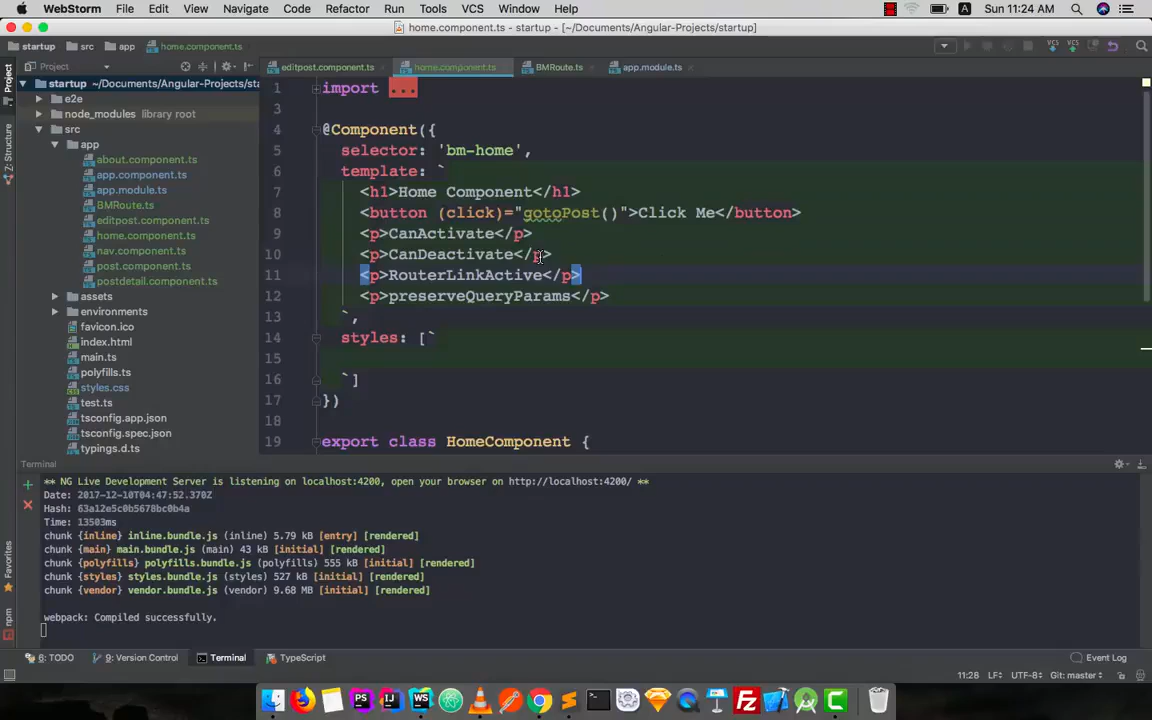 WebStorm File Edit View Navigate Code Refactor Run Tools VCS Window Help A Sun 11:24 AM
home.component.ts - startup - [~/Documents/Angular-Projects/startup]
startup src app home.component.ts
Project
editpost.component.ts home.component.ts BMRoute.ts app.module.ts
1: Project
Z: Structure
Favorites
npm
startup ~/Documents/Angular-Projects/sta
e2e
node_modules library root
src
app
about.component.ts
app.component.ts
app.module.ts
BMRoute.ts
editpost.component.ts
home.component.ts
nav.component.ts
post.component.ts
postdetail.component.ts
assets
environments
favicon.ico
index.html
main.ts
polyfills.ts
styles.css
test.ts
tsconfig.app.json
tsconfig.spec.json
typings.d.ts
1 import ...
3
4 @Component({
5 selector: 'bm-home',
6 template: `
7 <h1>Home Component</h1>
8 <button (click)="gotoPost()">Click Me</button>
9 <p>CanActivate</p>
10 <p>CanDeactivate</p>
11 <p>RouterLinkActive</p>
12 <p>preserveQueryParams</p>
13 `,
14 styles: [`
15
16 `]
17 })
18
19 export class HomeComponent {
Terminal
** NG Live Development Server is listening on localhost:4200, open your browser on http://localhost:4200/ **
Date: 2017-12-10T04:47:52.370Z
Hash: 63a12e5c0b5678bc0b4a
Time: 13503ms
chunk {inline} inline.bundle.js (inline) 5.79 kB [entry] [rendered]
chunk {main} main.bundle.js (main) 43 kB [initial] [rendered]
chunk {polyfills} polyfills.bundle.js (polyfills) 555 kB [initial] [rendered]
chunk {styles} styles.bundle.js (styles) 527 kB [initial] [rendered]
chunk {vendor} vendor.bundle.js (vendor) 9.68 MB [initial] [rendered]
webpack: Compiled successfully.
6: TODO 9: Version Control Terminal TypeScript Event Log
11:28 LF÷ UTF-8÷ Git: master÷
PS IJ WS FZ C